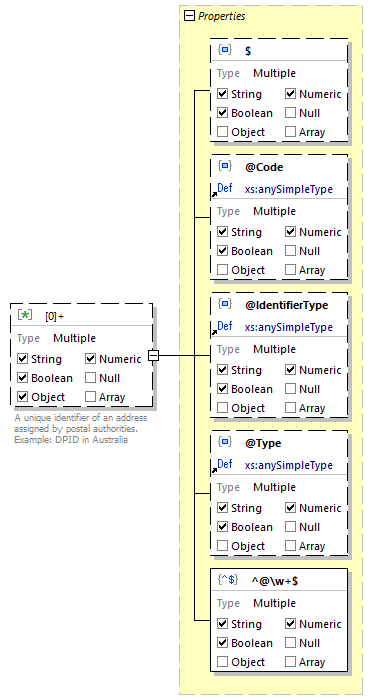 Properties
$
Type Multiple
String Numeric
Boolean Null
Object Array
@Code
Def xs:anySimpleType
Type Multiple
String Numeric
Boolean Null
Object Array
@IdentifierType
Def xs:anySimpleType
Type Multiple
String Numeric
Boolean Null
Object Array
[0]+
Type Multiple
String Numeric
Boolean Null
Object Array
A unique identifier of an address
assigned by postal authorities.
Example: DPID in Australia
@Type
Def xs:anySimpleType
Type Multiple
String Numeric
Boolean Null
Object Array
{^$} ^@\w+$
Type Multiple
String Numeric
Boolean Null
Object Array